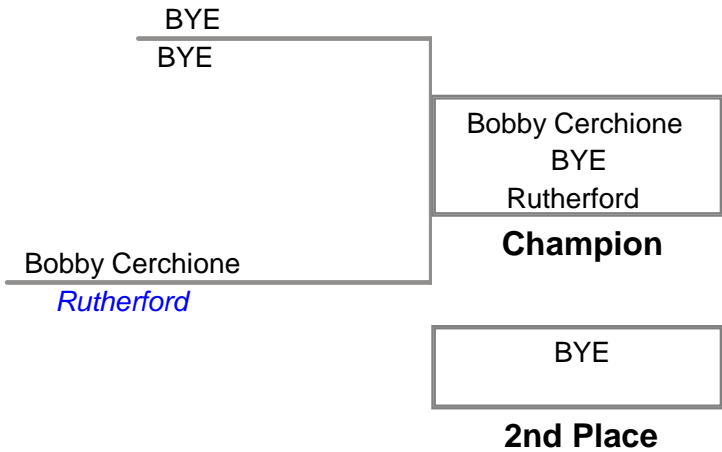 BYE
BYE
Bobby Cerchione
BYE
Rutherford
Champion
Bobby Cerchione
Rutherford
BYE
2nd Place